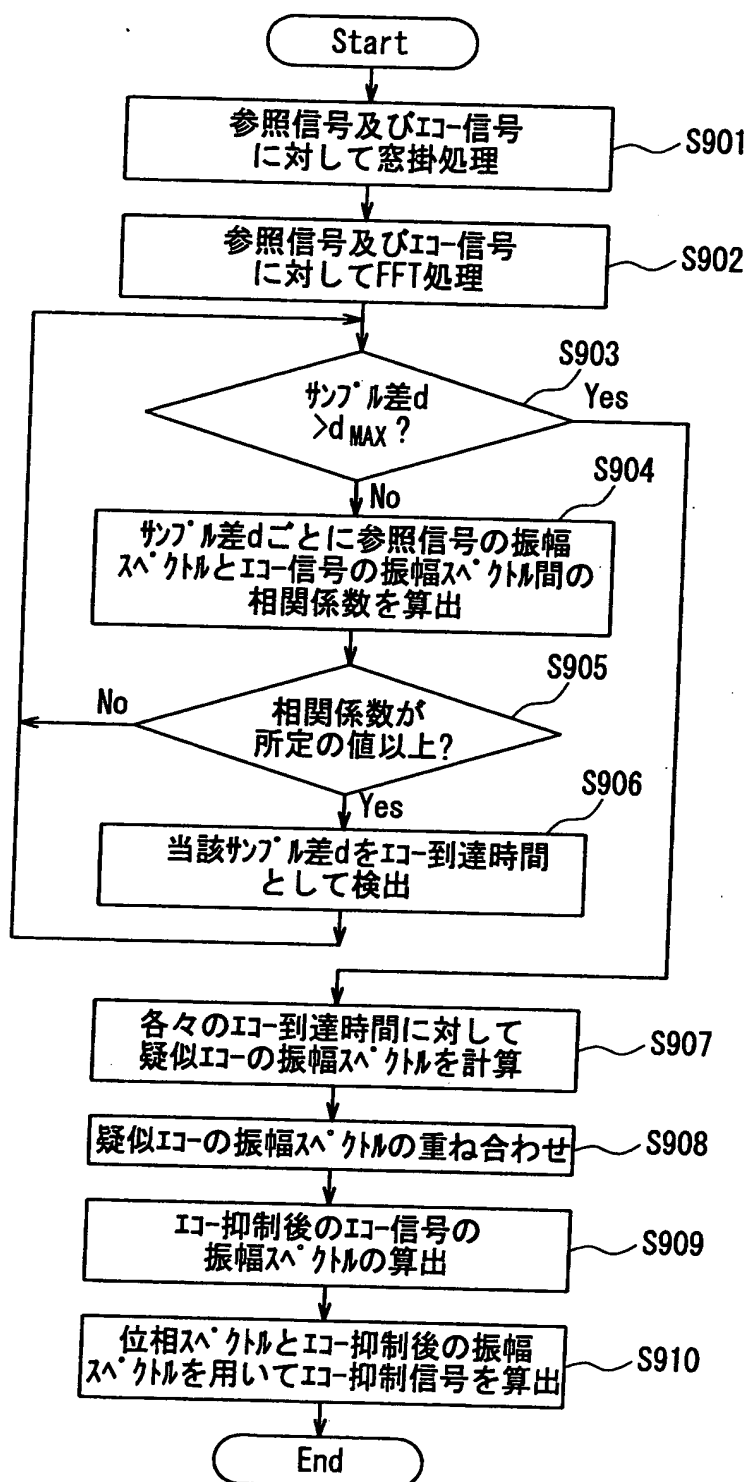 Start
参照信号及びｴｺｰ信号
に対して窓掛処理
S901
参照信号及びｴｺｰ信号
に対してFFT処理
S902
S903
ｻﾝﾌﾟﾙ差d
>d MAX ?
Yes
No
S904
ｻﾝﾌﾟﾙ差dごとに参照信号の振幅
ｽﾍﾟｸﾄﾙとｴｺｰ信号の振幅ｽﾍﾟｸﾄﾙ間の
相関係数を算出
S905
No
相関係数が
所定の値以上?
Yes
S906
当該ｻﾝﾌﾟﾙ差dをｴｺｰ到達時間
として検出
各々のｴｺｰ到達時間に対して
疑似ｴｺｰの振幅ｽﾍﾟｸﾄﾙを計算
S907
疑似ｴｺｰの振幅ｽﾍﾟｸﾄﾙの重ね合わせ
S908
ｴｺｰ抑制後のｴｺｰ信号の
振幅ｽﾍﾟｸﾄﾙの算出
S909
位相ｽﾍﾟｸﾄﾙとｴｺｰ抑制後の振幅
ｽﾍﾟｸﾄﾙを用いてｴｺｰ抑制信号を算出
S910
End